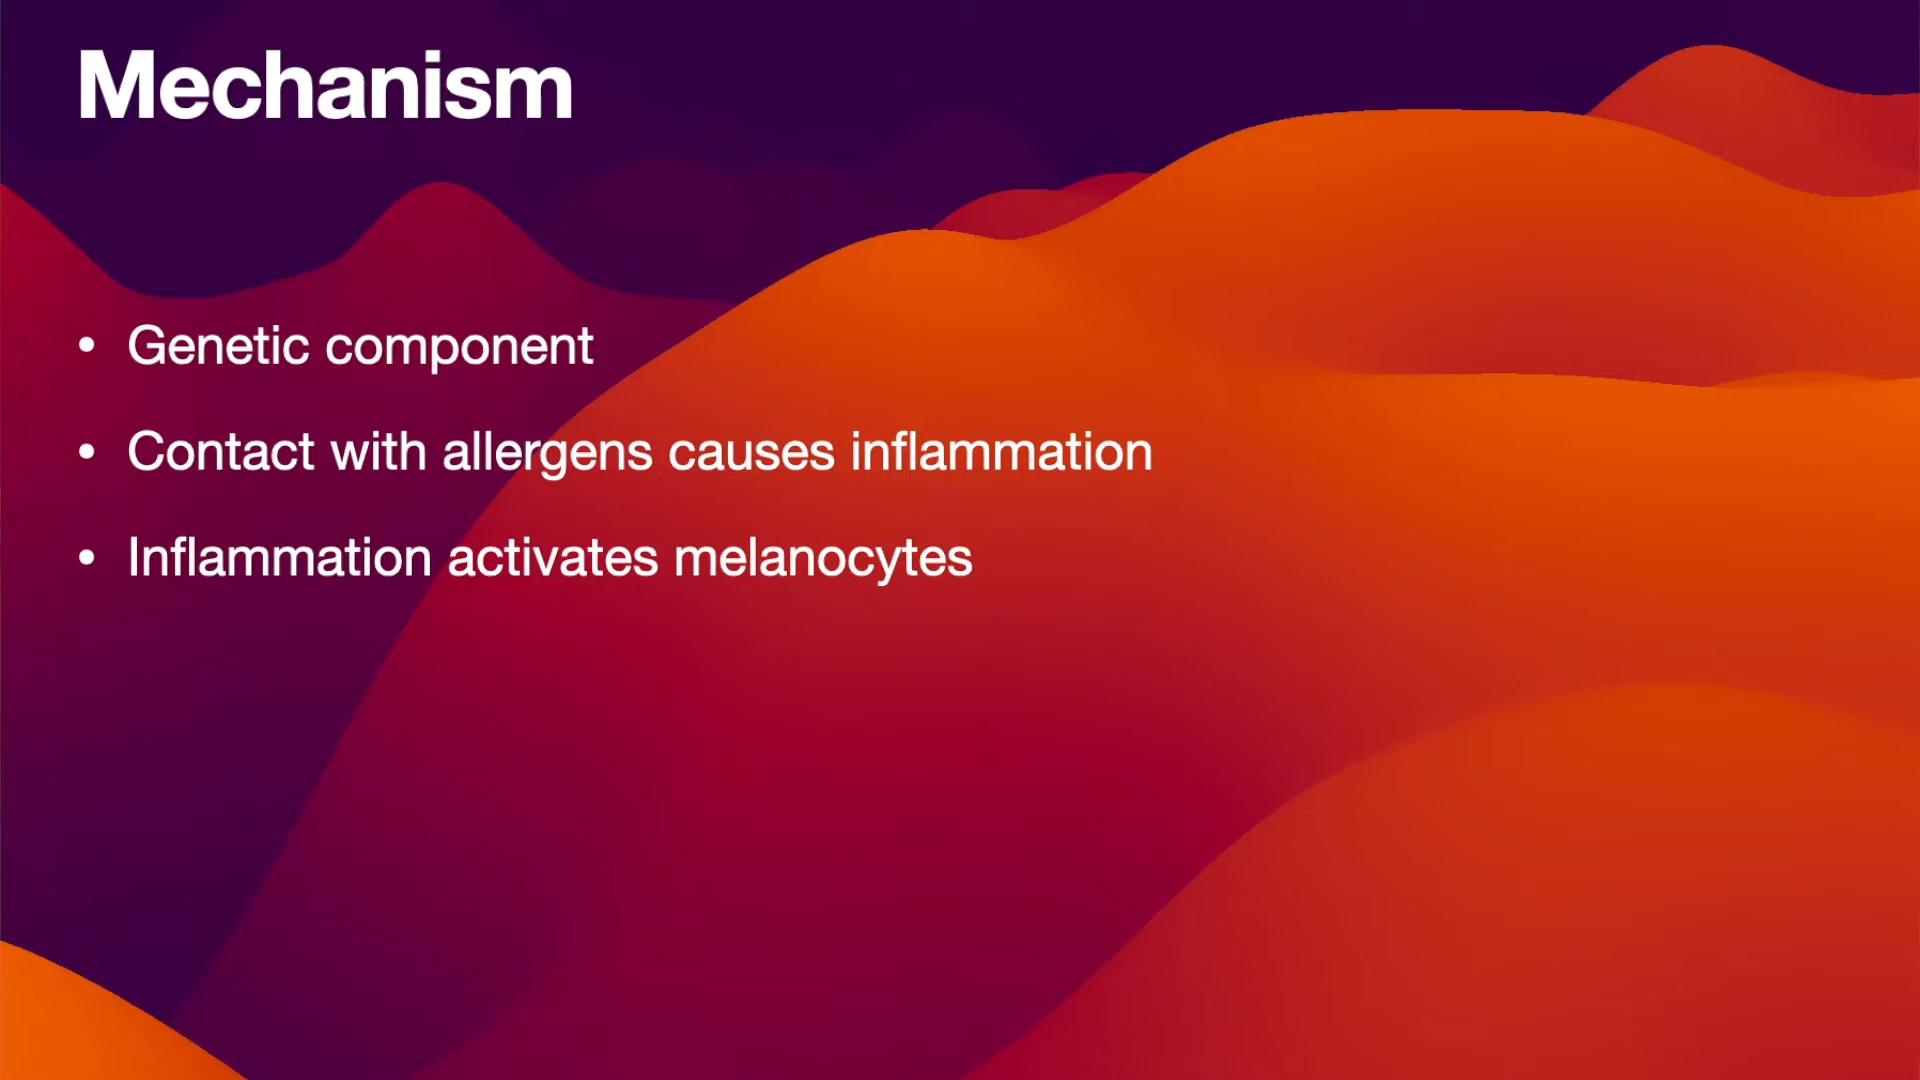 Mechanism
• Genetic component
• Contact with allergens causes inflammation
• Inflammation activates melanocytes